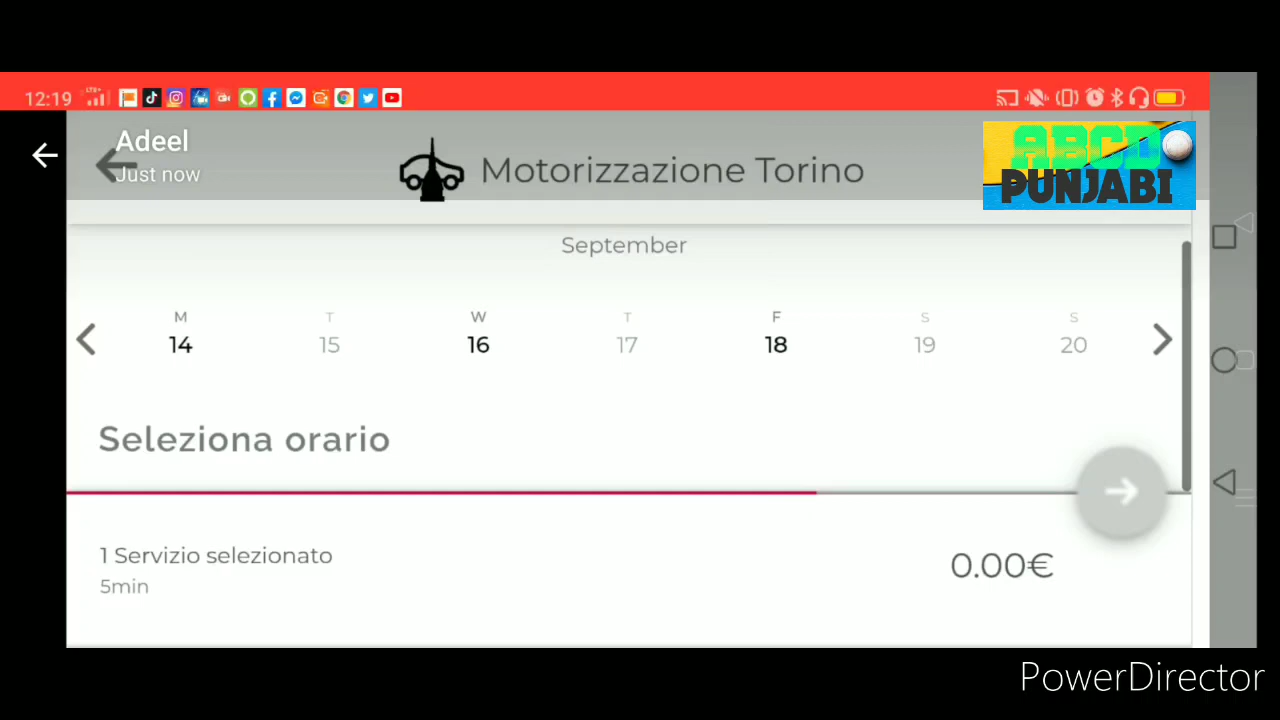 12:19
Adeel
Just now
Motorizzazione Torino
ABCD
PUNJABI
September
M T W T F S S
14 15 16 17 18 19 20
Seleziona orario
1 Servizio selezionato
5min
0.00€
PowerDirector